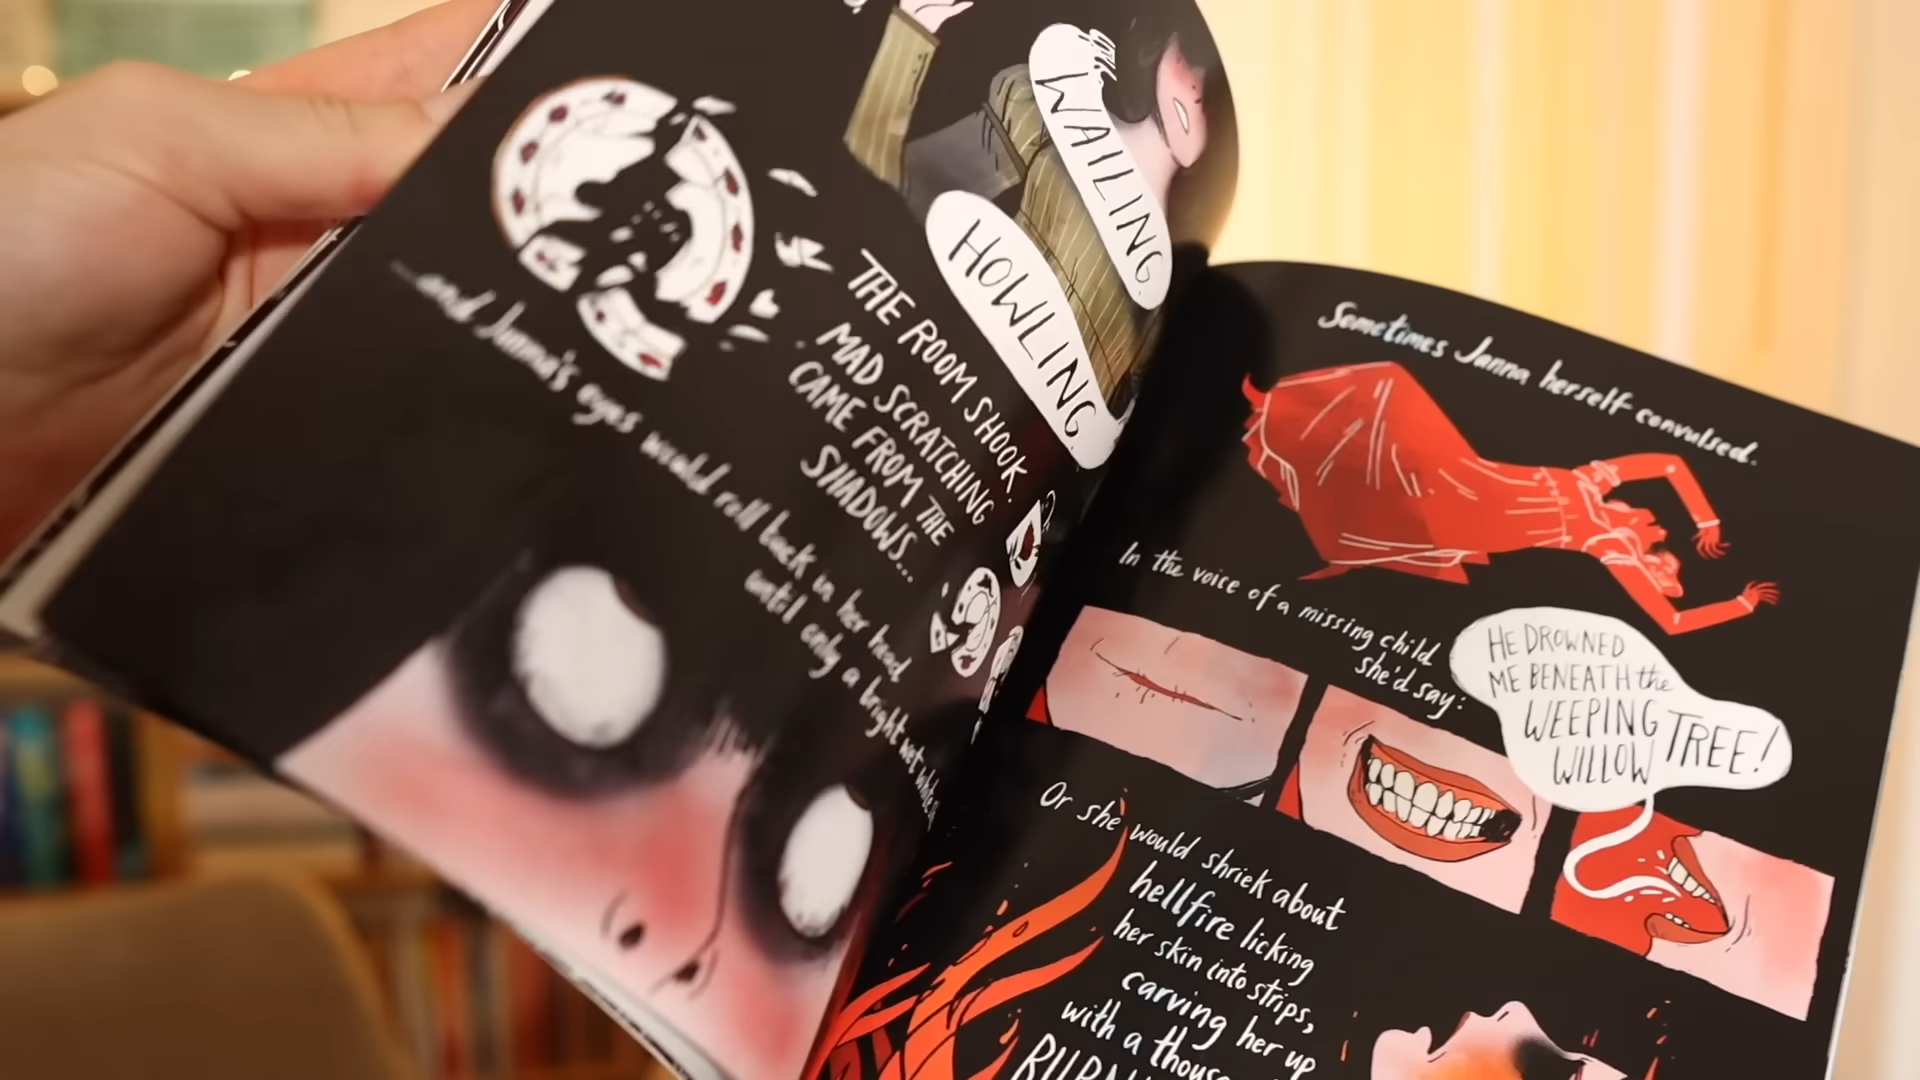 WAILING.
HOWLING.
THE ROOM SHOOK.
MAD SCRATCHING
CAME FROM THE
SHADOWS...
...and Janna's eyes would roll back in her head
until only a bright wet white
Sometimes Janna herself convulsed.
In the voice of a missing child
she'd say:
HE DROWNED
ME BENEATH the
WEEPING
WILLOW TREE!
Or she would shriek about
hellfire licking
her skin into strips,
carving her up
with a